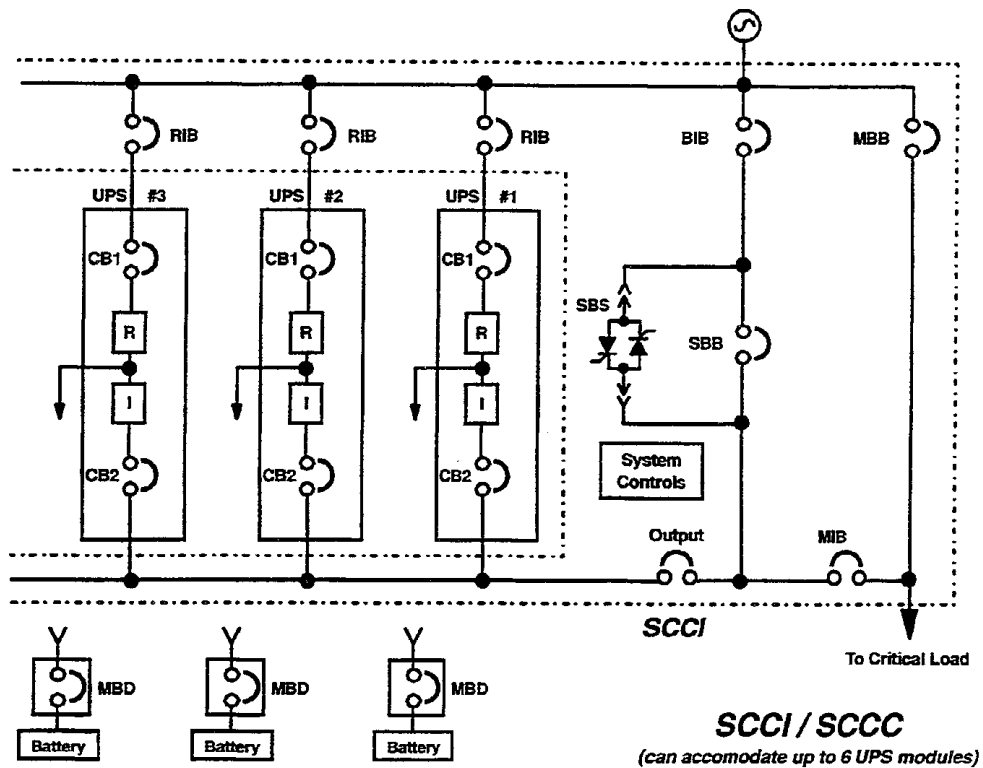 RIB RIB RIB BIB MBB
UPS #3 UPS #2 UPS #1
CB1 CB1 CB1
SBS
R R R SBB
I I I
CB2 CB2 CB2
System
Controls
Output MIB
SCCI
To Critical Load
MBD MBD MBD
Battery Battery Battery
SCCI / SCCC
(can accomodate up to 6 UPS modules)